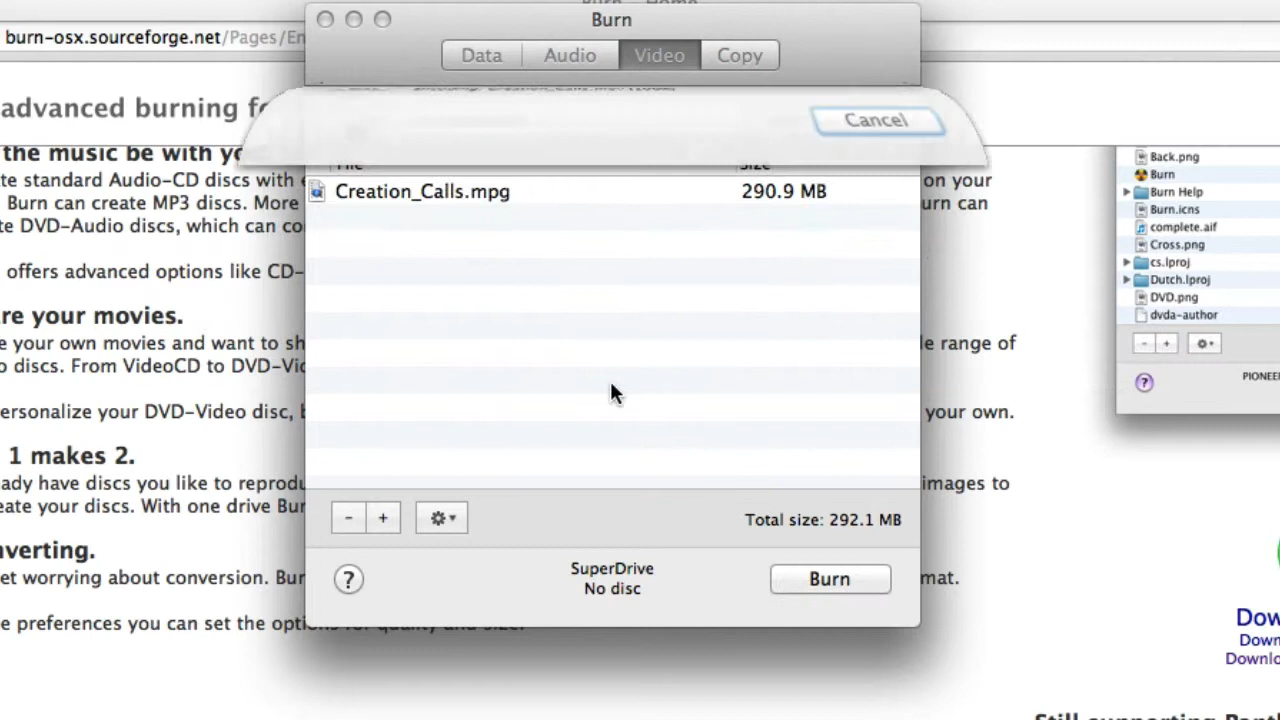 Burn
burn-osx.sourceforge.net/Pages/En
Data Audio Video Copy
Cancel
Size
Creation_Calls.mpg 290.9 MB
- + Total size: 292.1 MB
SuperDrive
No disc
? Burn
advanced burning fo
the music be with yo
te standard Audio-CD discs with e
on your
Burn can create MP3 discs. More
urn can
te DVD-Audio discs, which can co
offers advanced options like CD-
re your movies.
e your own movies and want to sh
le range of
o discs. From VideoCD to DVD-Vid
ersonalize your DVD-Video disc, b
your own.
1 makes 2.
ady have discs you like to reprodu
images to
eate your discs. With one drive Bur
nverting.
et worrying about conversion. Bur
mat.
e preferences you can set the options for quality and size.
Back.png
Burn
Burn Help
Burn.icns
complete.aif
Cross.png
cs.lproj
Dutch.lproj
DVD.png
dvda-author
- +
? PIONEE
Dow
Down
Downlo
Still supporting Pant